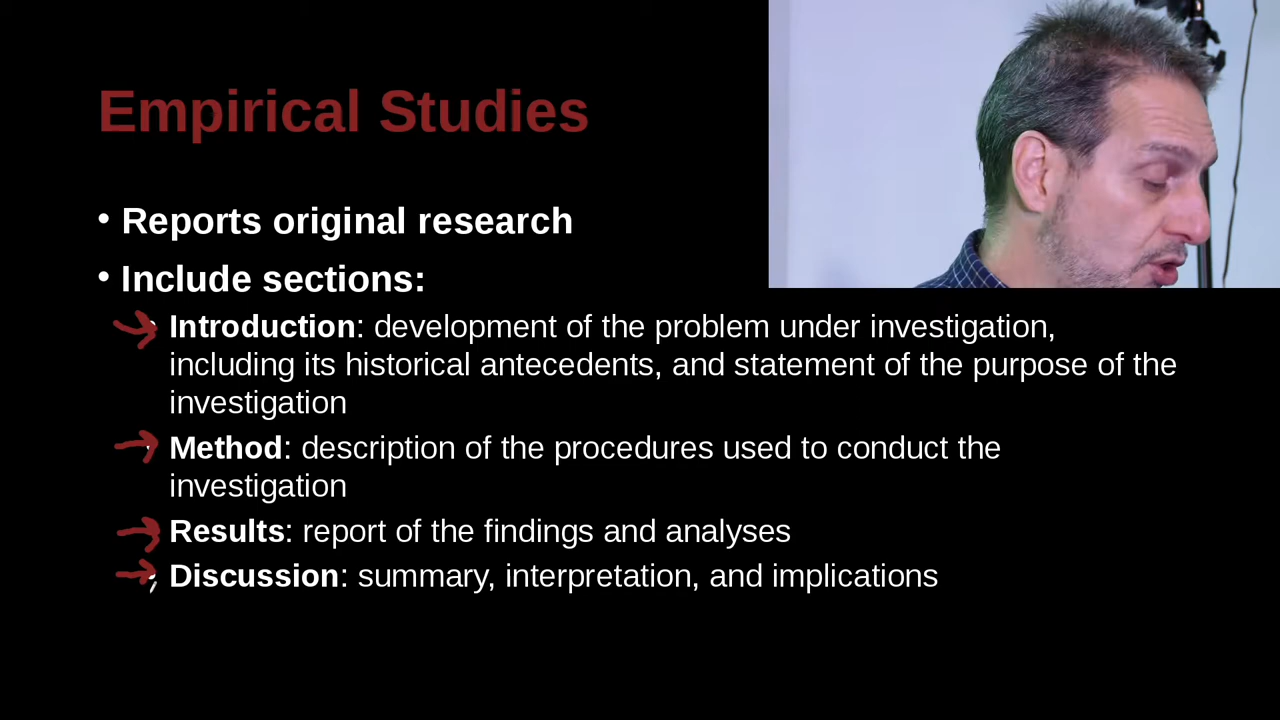 Empirical Studies
• Reports original research
• Include sections:
Introduction: development of the problem under investigation,
including its historical antecedents, and statement of the purpose of the
investigation
Method: description of the procedures used to conduct the
investigation
Results: report of the findings and analyses
Discussion: summary, interpretation, and implications